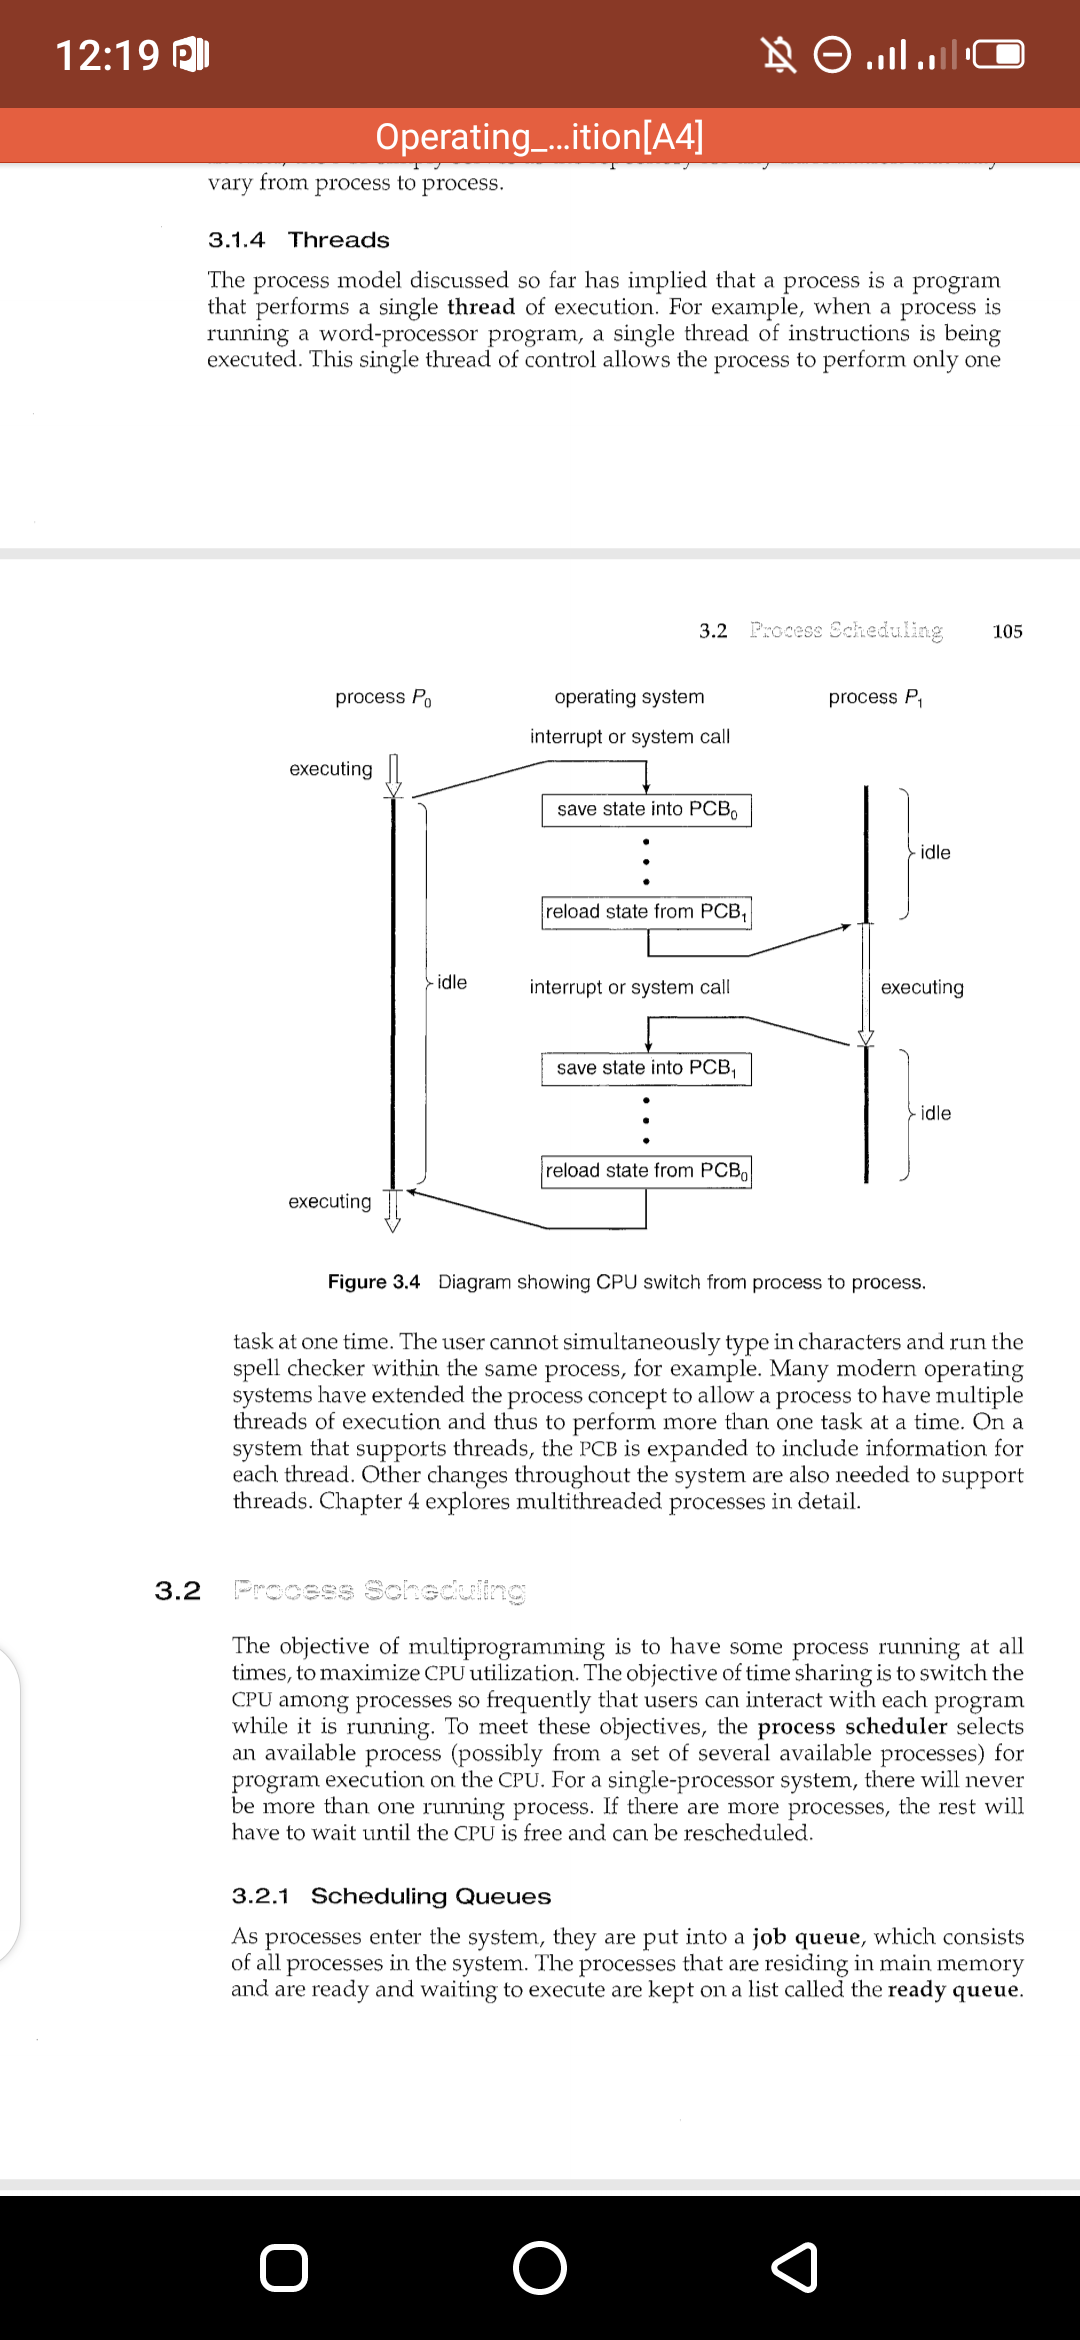 12:19
Operating_...ition[A4]
vary from process to process.
3.1.4 Threads
The process model discussed so far has implied that a process is a program
that performs a single thread of execution. For example, when a process is
running a word-processor program, a single thread of instructions is being
executed. This single thread of control allows the process to perform only one
3.2 Process Scheduling 105
process P0 operating system process P1
interrupt or system call
executing
save state into PCB0
idle
reload state from PCB1
idle interrupt or system call executing
save state into PCB1
idle
reload state from PCB0
executing
Figure 3.4 Diagram showing CPU switch from process to process.
task at one time. The user cannot simultaneously type in characters and run the
spell checker within the same process, for example. Many modern operating
systems have extended the process concept to allow a process to have multiple
threads of execution and thus to perform more than one task at a time. On a
system that supports threads, the PCB is expanded to include information for
each thread. Other changes throughout the system are also needed to support
threads. Chapter 4 explores multithreaded processes in detail.
3.2 Process Scheduling
The objective of multiprogramming is to have some process running at all
times, to maximize CPU utilization. The objective of time sharing is to switch the
CPU among processes so frequently that users can interact with each program
while it is running. To meet these objectives, the process scheduler selects
an available process (possibly from a set of several available processes) for
program execution on the CPU. For a single-processor system, there will never
be more than one running process. If there are more processes, the rest will
have to wait until the CPU is free and can be rescheduled.
3.2.1 Scheduling Queues
As processes enter the system, they are put into a job queue, which consists
of all processes in the system. The processes that are residing in main memory
and are ready and waiting to execute are kept on a list called the ready queue.